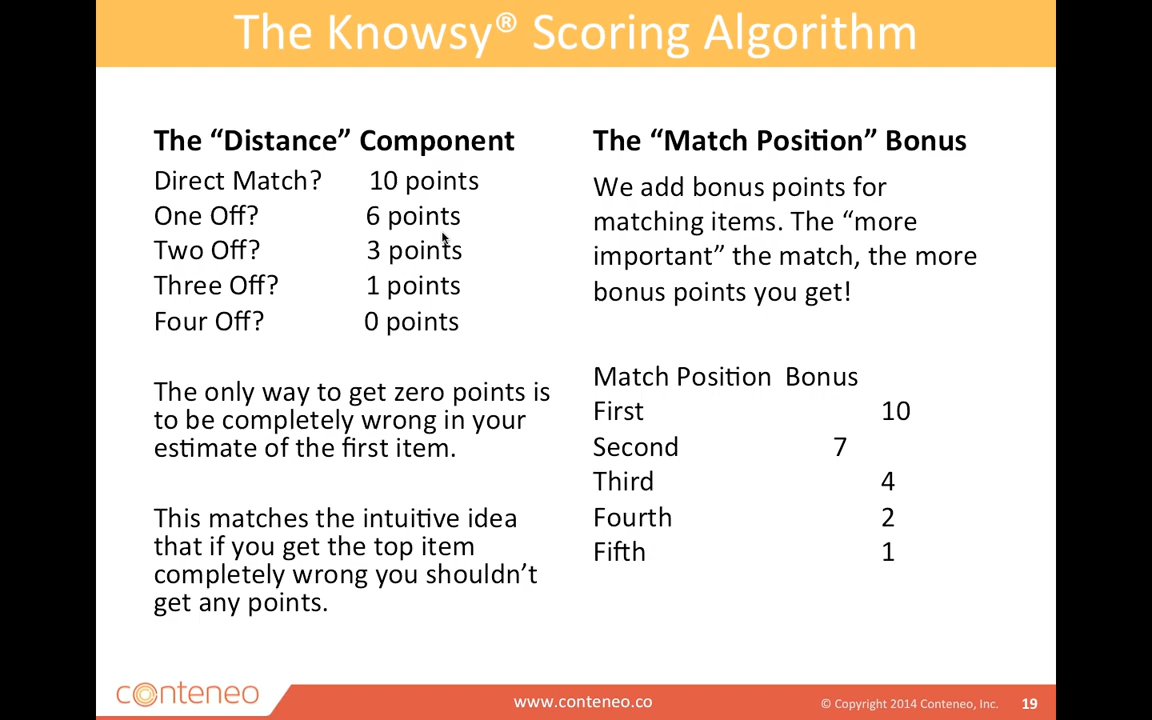 The Knowsy® Scoring Algorithm
The “Distance” Component
Direct Match? 10 points
One Off? 6 points
Two Off? 3 points
Three Off? 1 points
Four Off? 0 points
The only way to get zero points is
to be completely wrong in your
estimate of the first item.
This matches the intuitive idea
that if you get the top item
completely wrong you shouldn’t
get any points.
The “Match Position” Bonus
We add bonus points for
matching items. The “more
important” the match, the more
bonus points you get!
Match Position Bonus
First 10
Second 7
Third 4
Fourth 2
Fifth 1
conteneo
www.conteneo.co
© Copyright 2014 Conteneo, Inc. 19